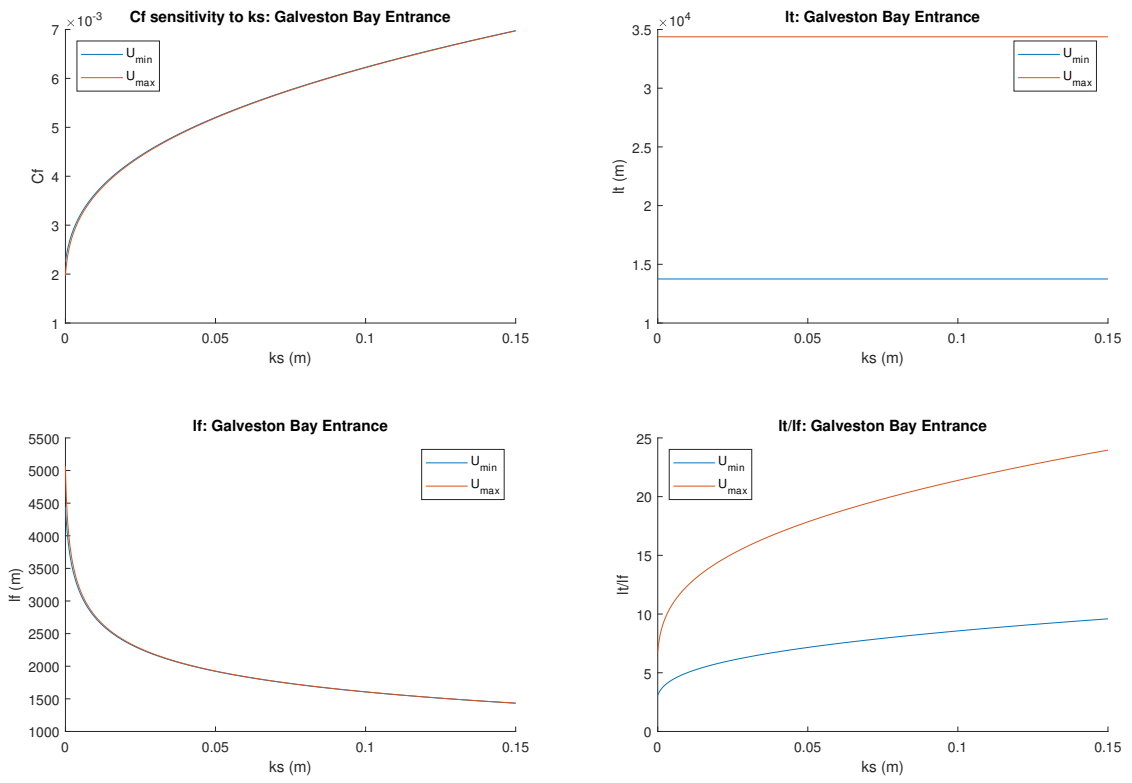 Cf sensitivity to ks: Galveston Bay Entrance
×10⁻³
7
6
5
4
3
2
1
Cf
U_min
U_max
0
0.05
0.1
0.15
ks (m)
lt: Galveston Bay Entrance
×10⁴
3.5
3
2.5
2
1.5
1
lt (m)
U_min
U_max
0
0.05
0.1
0.15
ks (m)
lf: Galveston Bay Entrance
5500
5000
4500
4000
3500
3000
2500
2000
1500
1000
lf (m)
U_min
U_max
0
0.05
0.1
0.15
ks (m)
lt/lf: Galveston Bay Entrance
25
20
15
10
5
0
lt/lf
U_min
U_max
0
0.05
0.1
0.15
ks (m)